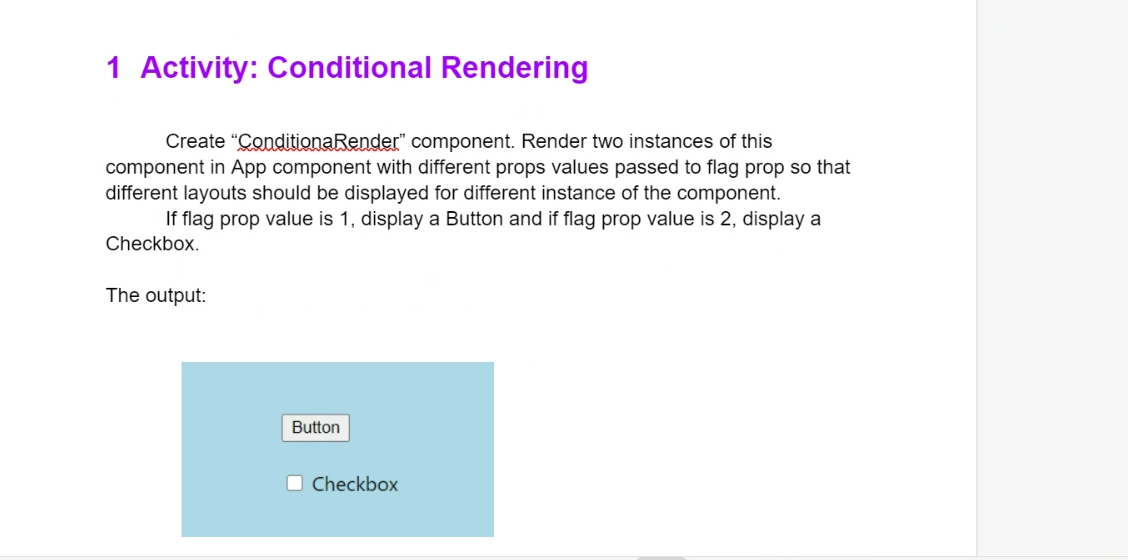 1 Activity: Conditional Rendering
Create “ConditionaRender” component. Render two instances of this
component in App component with different props values passed to flag prop so that
different layouts should be displayed for different instance of the component.
If flag prop value is 1, display a Button and if flag prop value is 2, display a
Checkbox.
The output:
Button
Checkbox